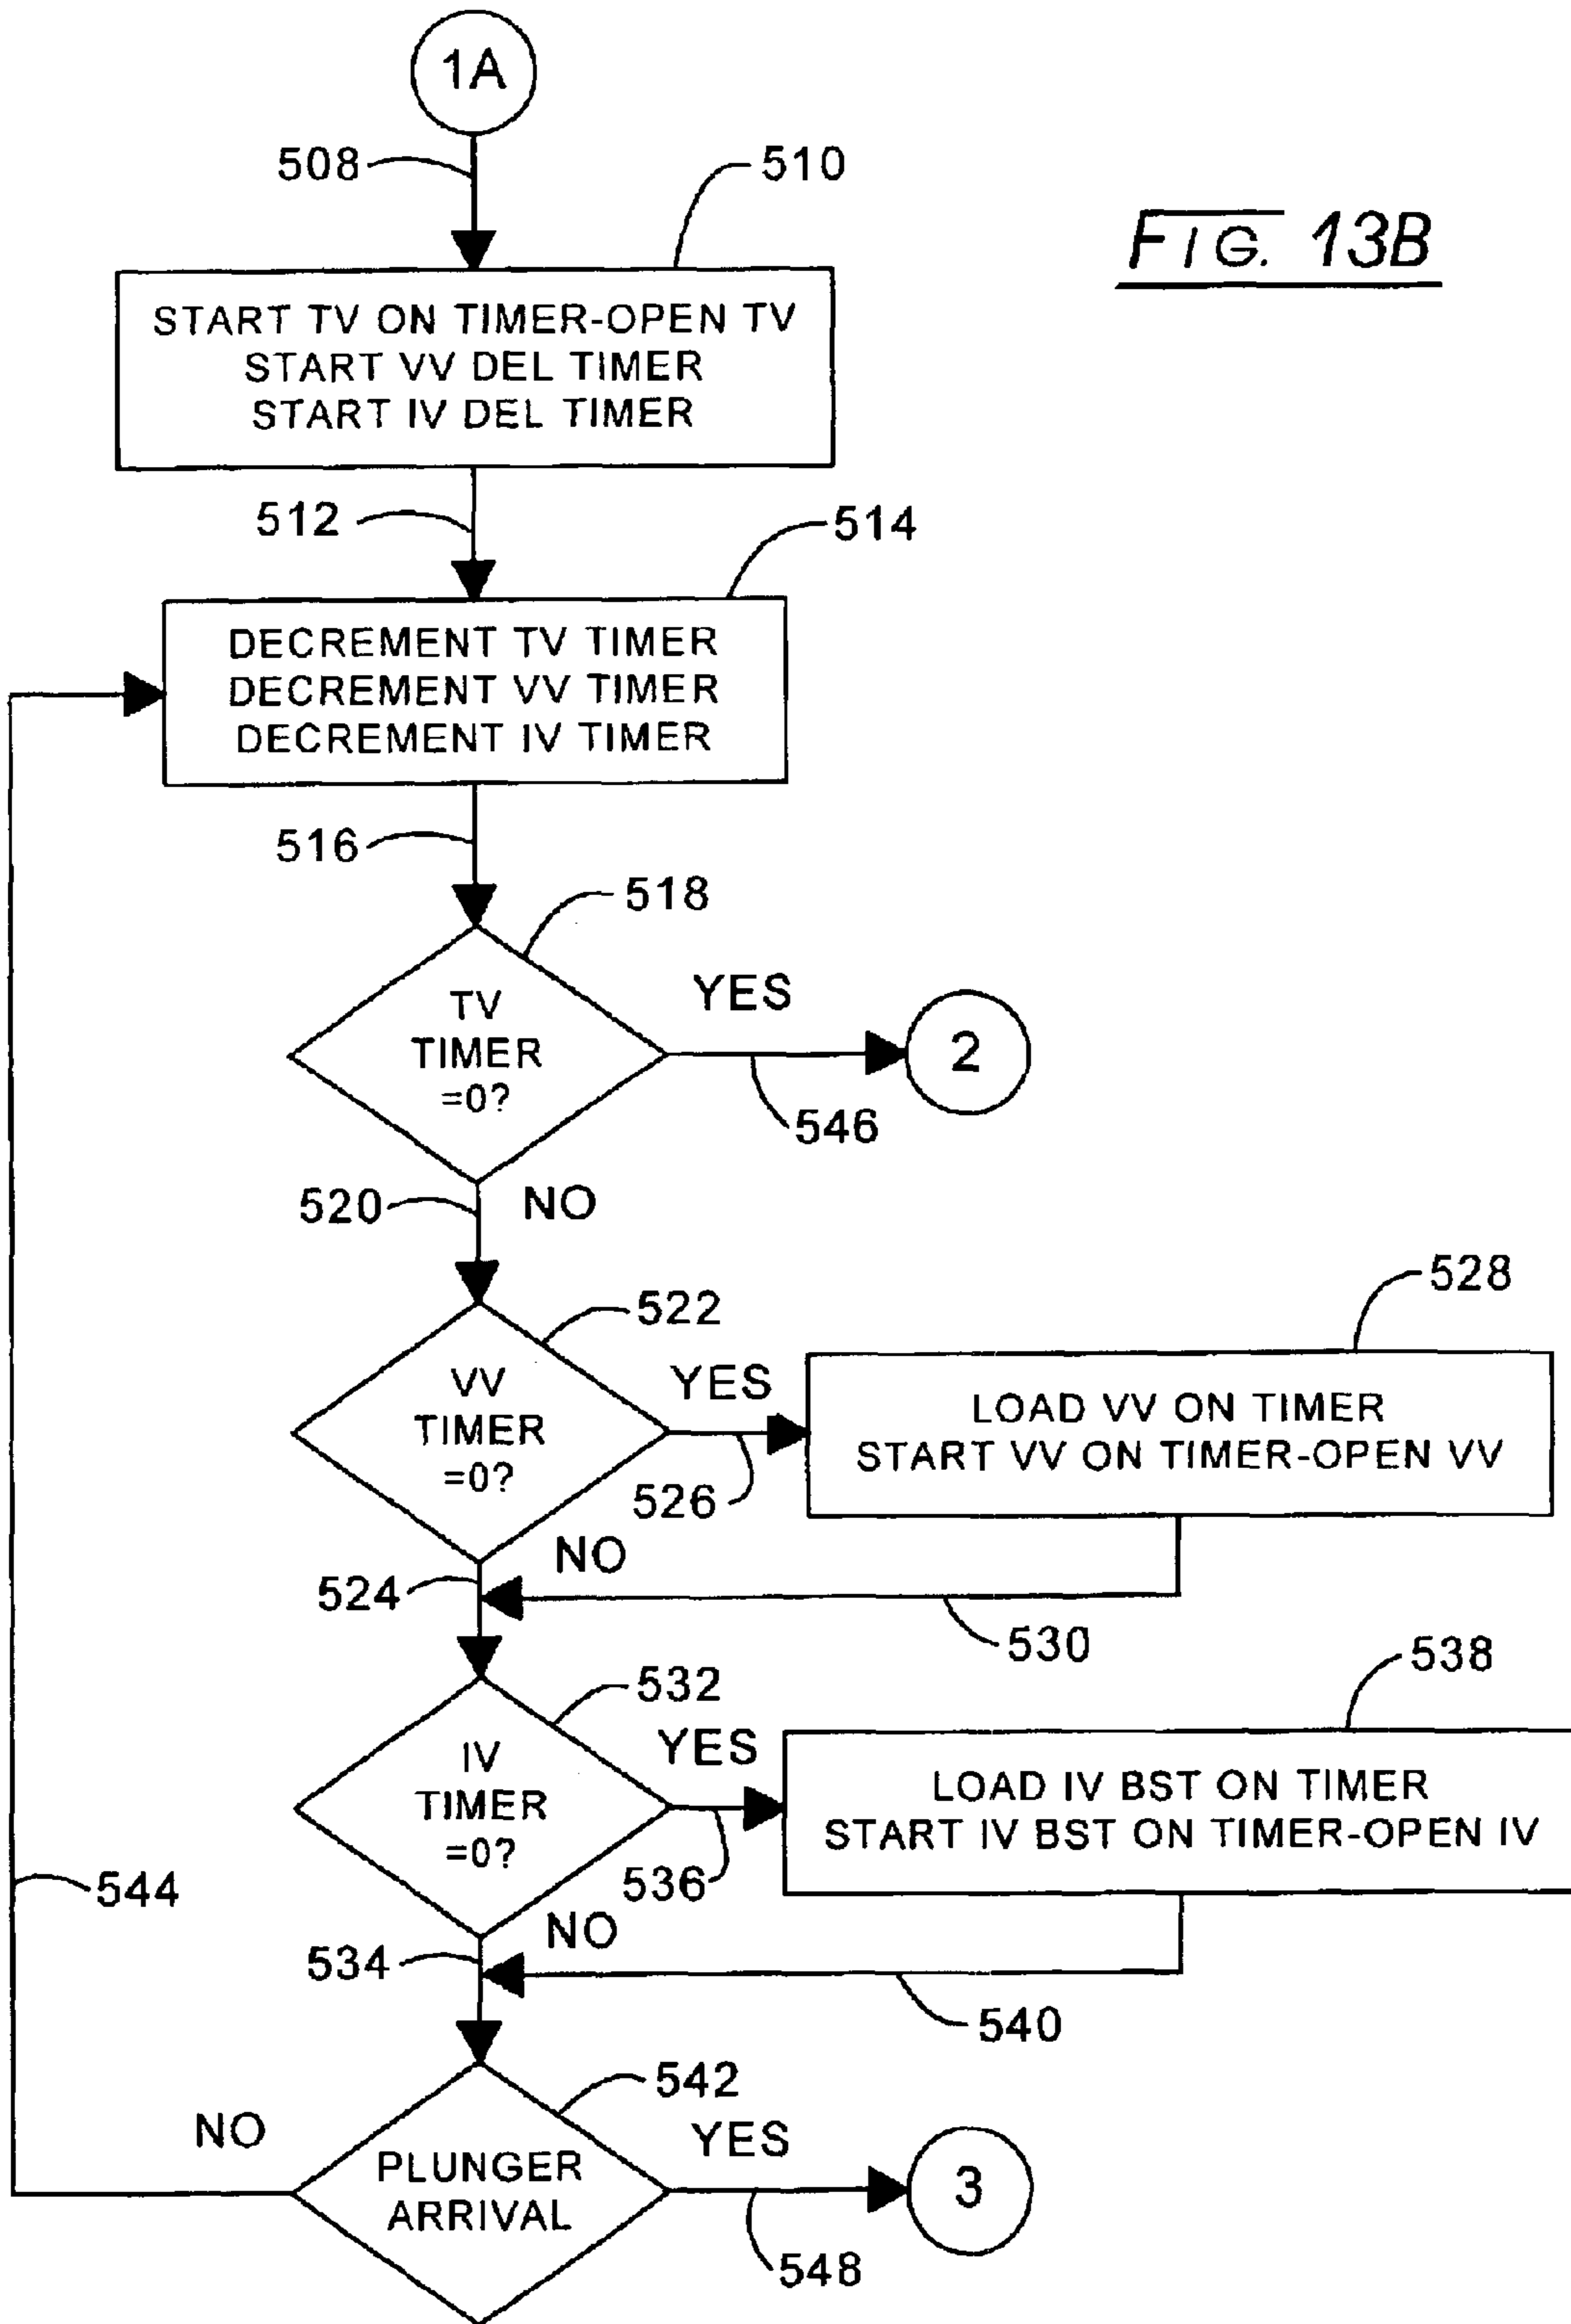 1A
508
510
FIG. 13B
START TV ON TIMER-OPEN TV
START VV DEL TIMER
START IV DEL TIMER
512
514
DECREMENT TV TIMER
DECREMENT VV TIMER
DECREMENT IV TIMER
516
518
TV
TIMER
=0?
YES
2
546
520
NO
522
528
VV
TIMER
=0?
YES
526
LOAD VV ON TIMER
START VV ON TIMER-OPEN VV
NO
524
530
532
538
IV
TIMER
=0?
YES
536
LOAD IV BST ON TIMER
START IV BST ON TIMER-OPEN IV
544
NO
534
540
542
NO
PLUNGER
ARRIVAL
YES
3
548